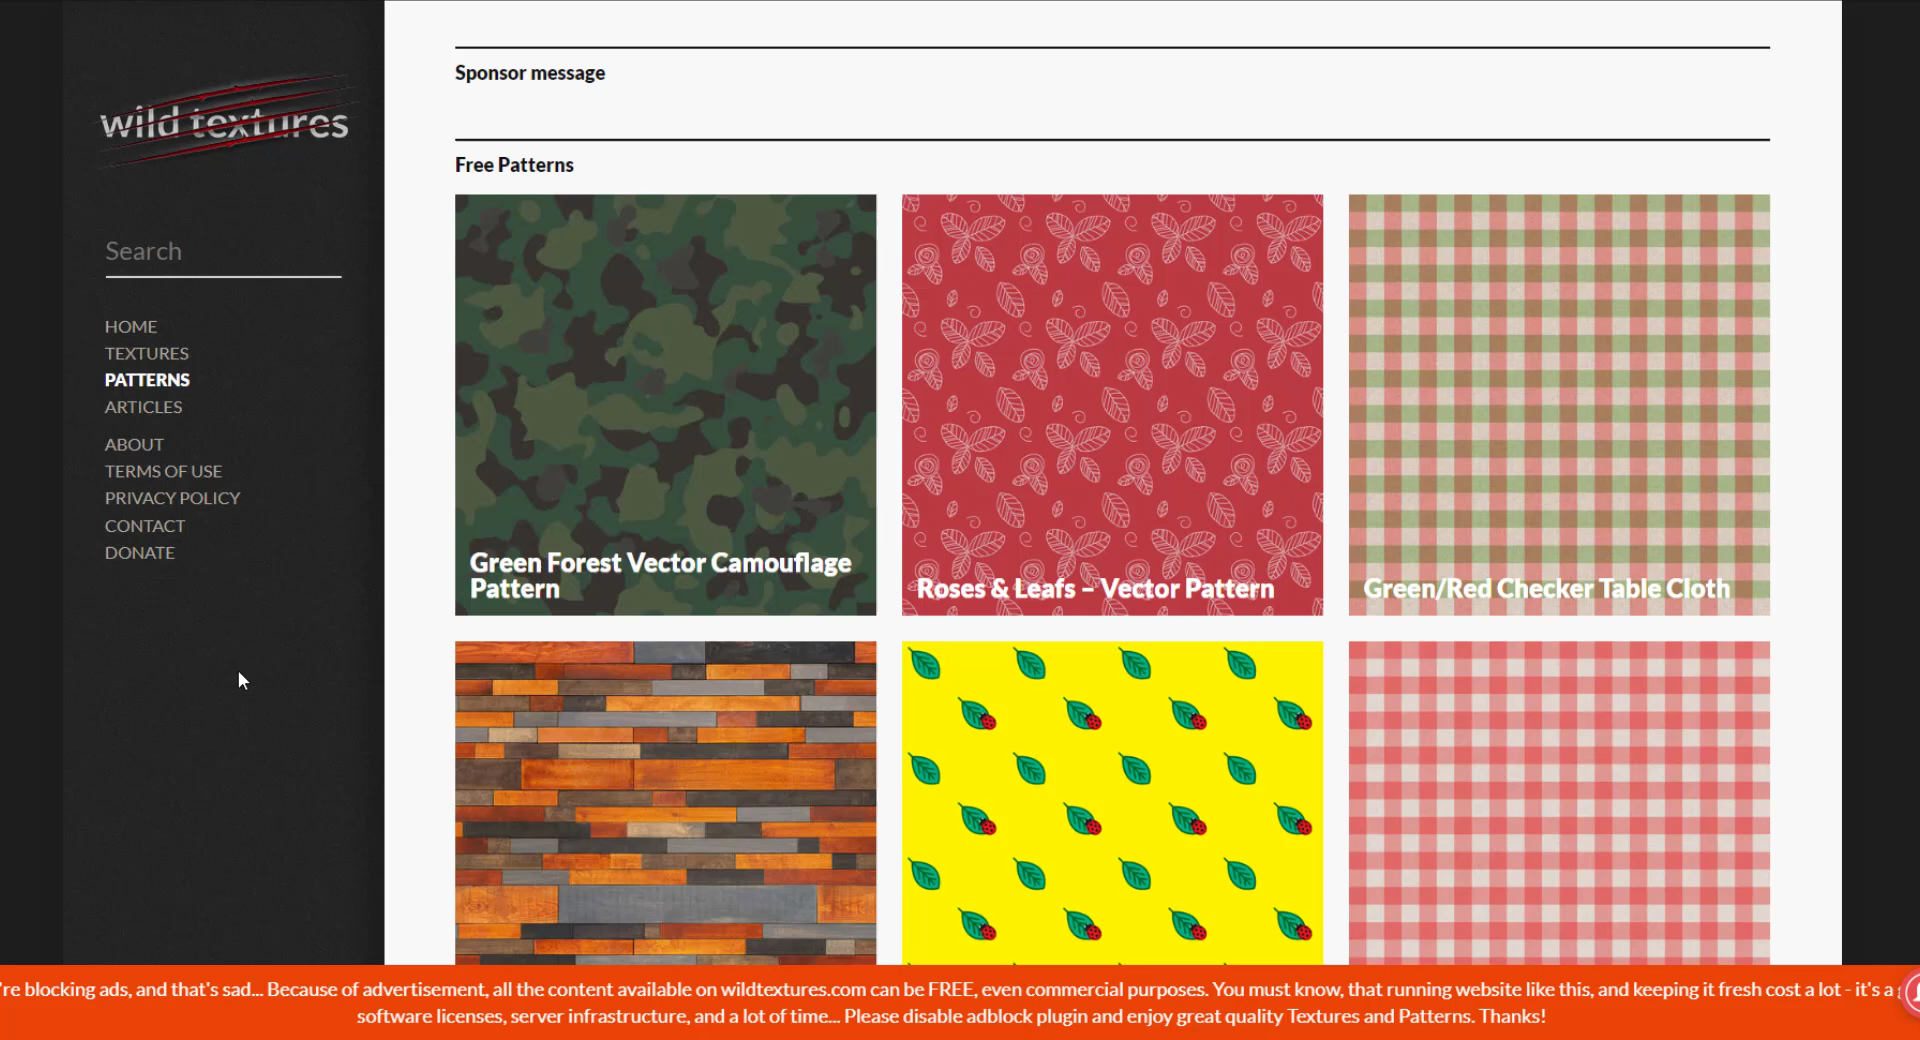 wild textures
Search
HOME
TEXTURES
PATTERNS
ARTICLES
ABOUT
TERMS OF USE
PRIVACY POLICY
CONTACT
DONATE
Sponsor message
Free Patterns
Green Forest Vector Camouflage
Pattern
Roses & Leafs – Vector Pattern
Green/Red Checker Table Cloth
're blocking ads, and that's sad... Because of advertisement, all the content available on wildtextures.com can be FREE, even commercial purposes. You must know, that running website like this, and keeping it fresh cost a lot - it's a
software licenses, server infrastructure, and a lot of time... Please disable adblock plugin and enjoy great quality Textures and Patterns. Thanks!